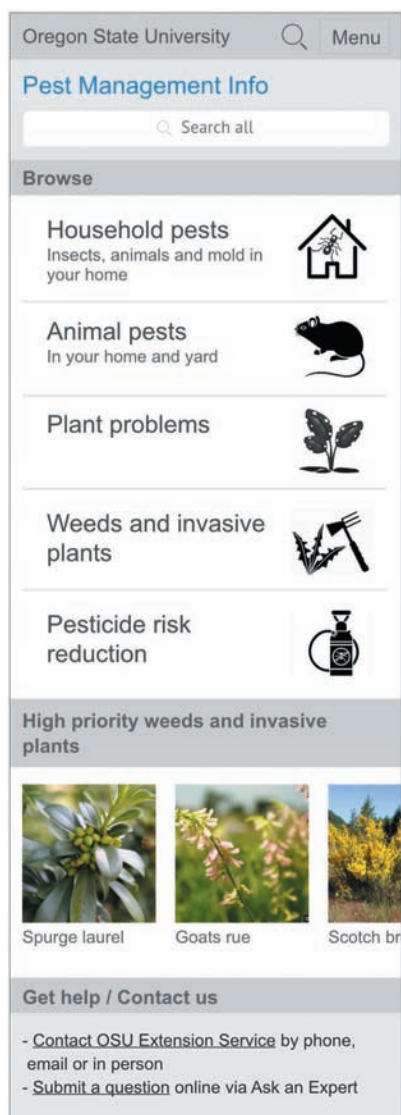 Oregon State University
Menu
Pest Management Info
Search all
Browse
Household pests
Insects, animals and mold in
your home
Animal pests
In your home and yard
Plant problems
Weeds and invasive
plants
Pesticide risk
reduction
High priority weeds and invasive
plants
Spurge laurel
Goats rue
Scotch br
Get help / Contact us
- Contact OSU Extension Service by phone,
email or in person
- Submit a question online via Ask an Expert